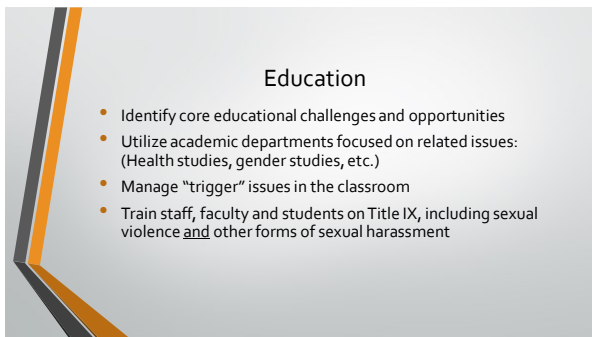 Education
• Identify core educational challenges and opportunities
• Utilize academic departments focused on related issues:
(Health studies, gender studies, etc.)
• Manage “trigger” issues in the classroom
• Train staff, faculty and students on Title IX, including sexual
violence and other forms of sexual harassment